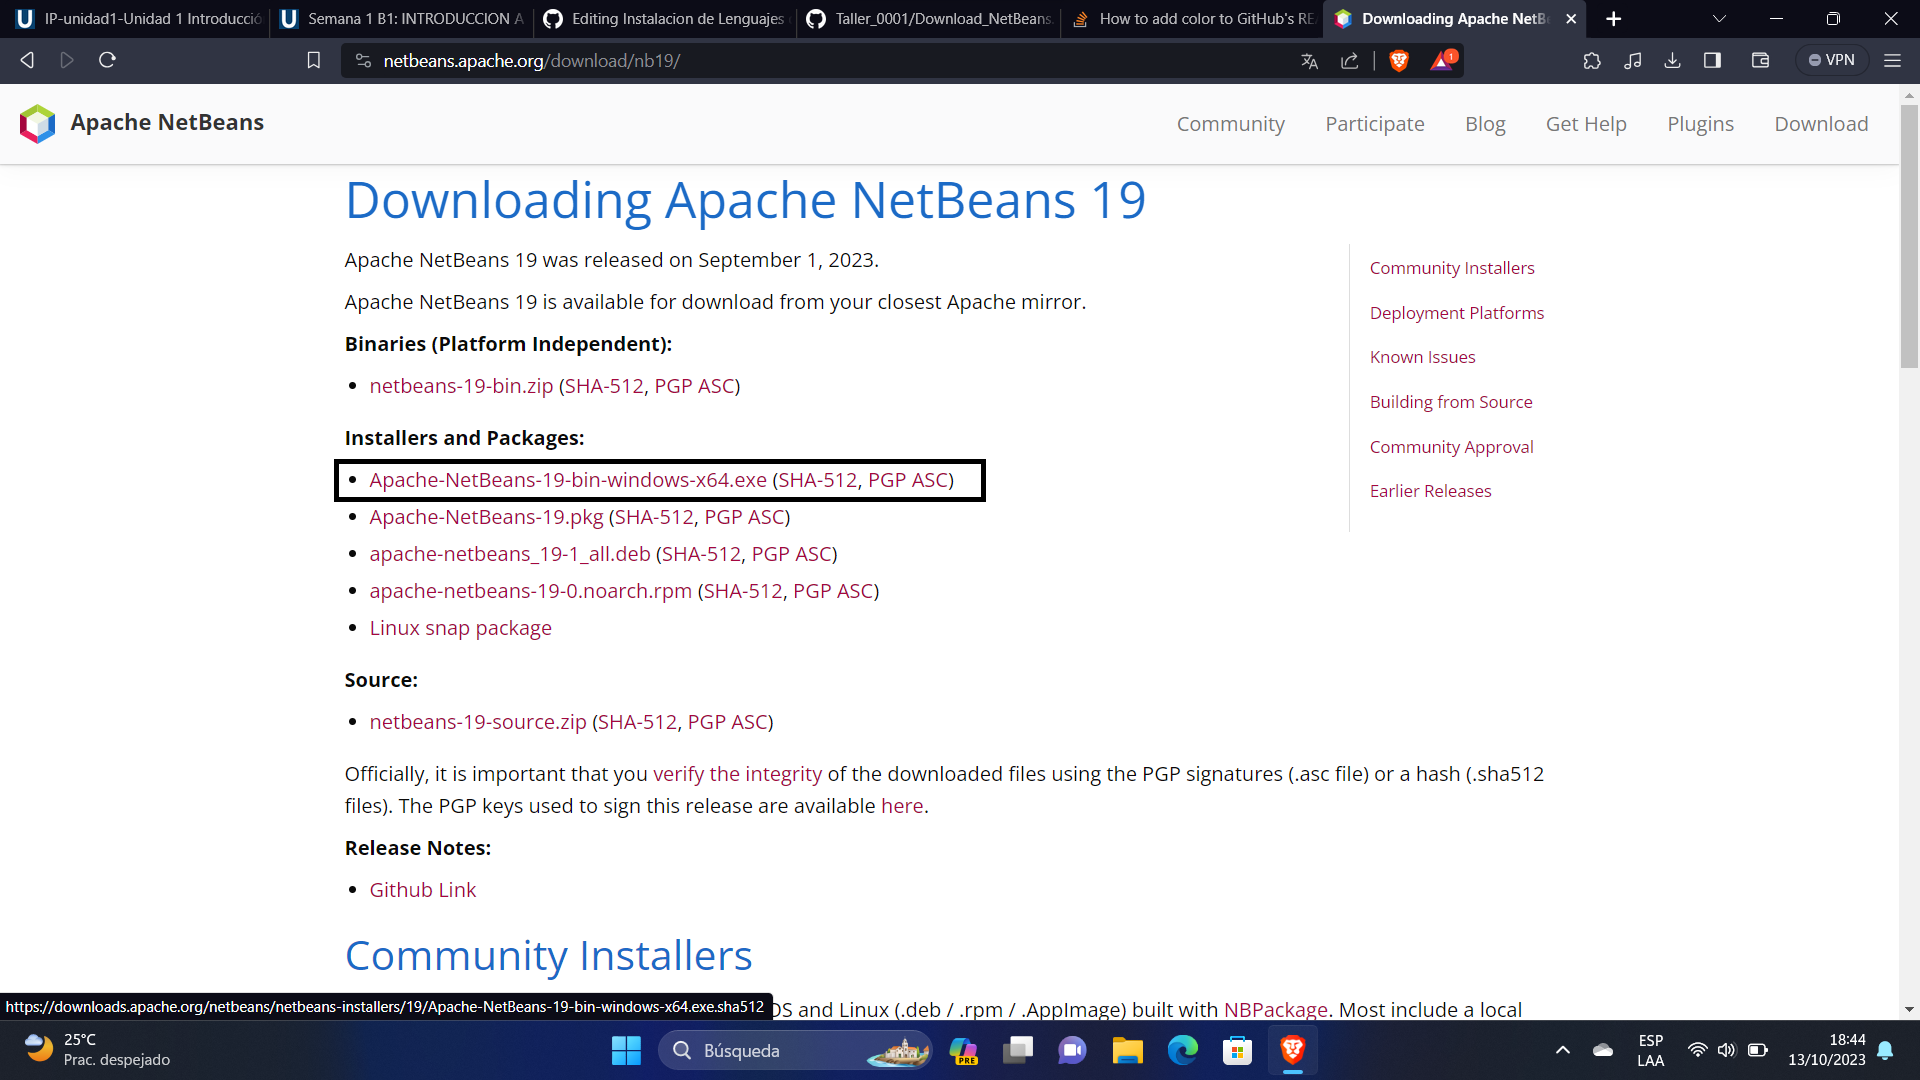 IP-unidad1-Unidad 1 Introducció
Semana 1 B1: INTRODUCCION A
Editing Instalacion de Lenguajes
Taller_0001/Download_NetBeans.
How to add color to GitHub's RE
Downloading Apache NetB
netbeans.apache.org/download/nb19/
1
VPN
Apache NetBeans
Community
Participate
Blog
Get Help
Plugins
Download
Downloading Apache NetBeans 19
Apache NetBeans 19 was released on September 1, 2023.
Apache NetBeans 19 is available for download from your closest Apache mirror.
Binaries (Platform Independent):
netbeans-19-bin.zip (SHA-512, PGP ASC)
Installers and Packages:
Apache-NetBeans-19-bin-windows-x64.exe (SHA-512, PGP ASC)
Apache-NetBeans-19.pkg (SHA-512, PGP ASC)
apache-netbeans_19-1_all.deb (SHA-512, PGP ASC)
apache-netbeans-19-0.noarch.rpm (SHA-512, PGP ASC)
Linux snap package
Source:
netbeans-19-source.zip (SHA-512, PGP ASC)
Officially, it is important that you verify the integrity of the downloaded files using the PGP signatures (.asc file) or a hash (.sha512
files). The PGP keys used to sign this release are available here.
Release Notes:
Github Link
Community Installers
Community Installers
Deployment Platforms
Known Issues
Building from Source
Community Approval
Earlier Releases
https://downloads.apache.org/netbeans/netbeans-installers/19/Apache-NetBeans-19-bin-windows-x64.exe.sha512
OS and Linux (.deb / .rpm / .AppImage) built with NBPackage. Most include a local
25°C
Prac. despejado
Búsqueda
PRE
ESP
LAA
18:44
13/10/2023